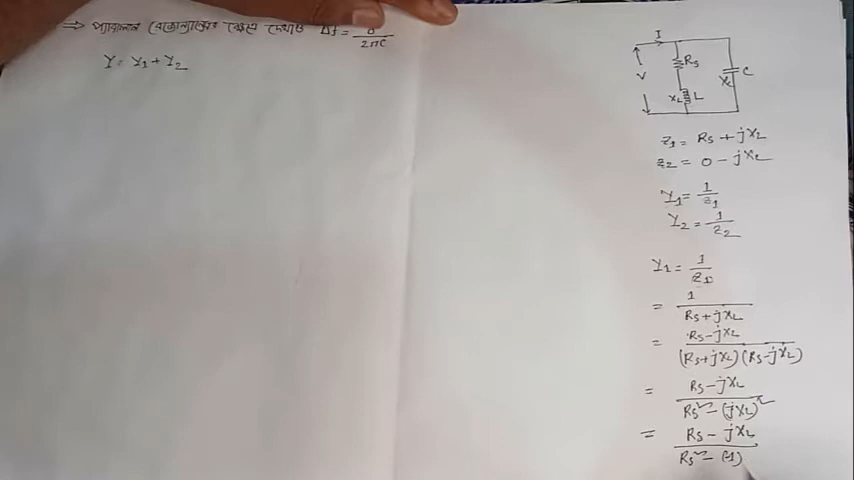 ⇒ প্যারালাল রেজোন্যান্সের ক্ষেত্রে দেখাও Δf = G/2πC
Y = Y₁ + Y₂
I
V
Rs
XL L
Xc C
Z₁ = Rs + jXL
Z₂ = 0 - jXc
Y₁ = 1/Z₁
Y₂ = 1/Z₂
Y₁ = 1/Z₁
= 1/(Rs + jXL)
= (Rs - jXL)/((Rs + jXL)(Rs - jXL))
= (Rs - jXL)/(Rs² - (jXL)²)
= (Rs - jXL)/(Rs² - (-1)